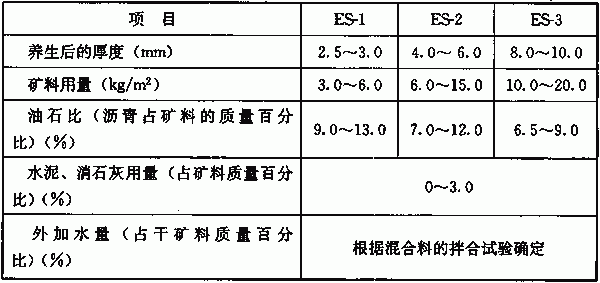 项 目 ES-1 ES-2 ES-3
养生后的厚度（mm） 2.5～3.0 4.0～6.0 8.0～10.0
矿料用量（kg/m²） 3.0～6.0 6.0～15.0 10.0～20.0
油石比（沥青占矿料的质量百分
比）（%） 9.0～13.0 7.0～12.0 6.5～9.0
水泥、消石灰用量（占矿料质量百分
比）（%） 0～3.0
外加水量（占干矿料质量百分
比）（%） 根据混合料的拌合试验确定